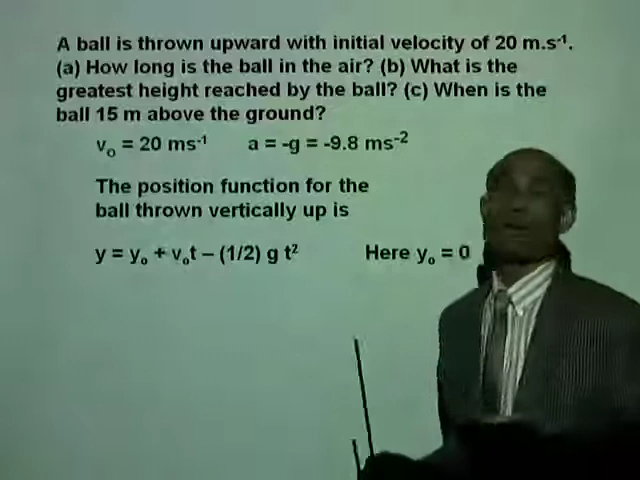 A ball is thrown upward with initial velocity of 20 m.s⁻¹.
(a) How long is the ball in the air? (b) What is the
greatest height reached by the ball? (c) When is the
ball 15 m above the ground?
vₒ = 20 ms⁻¹ a = -g = -9.8 ms⁻²
The position function for the
ball thrown vertically up is
y = yₒ + vₒt – (1/2) g t² Here yₒ = 0